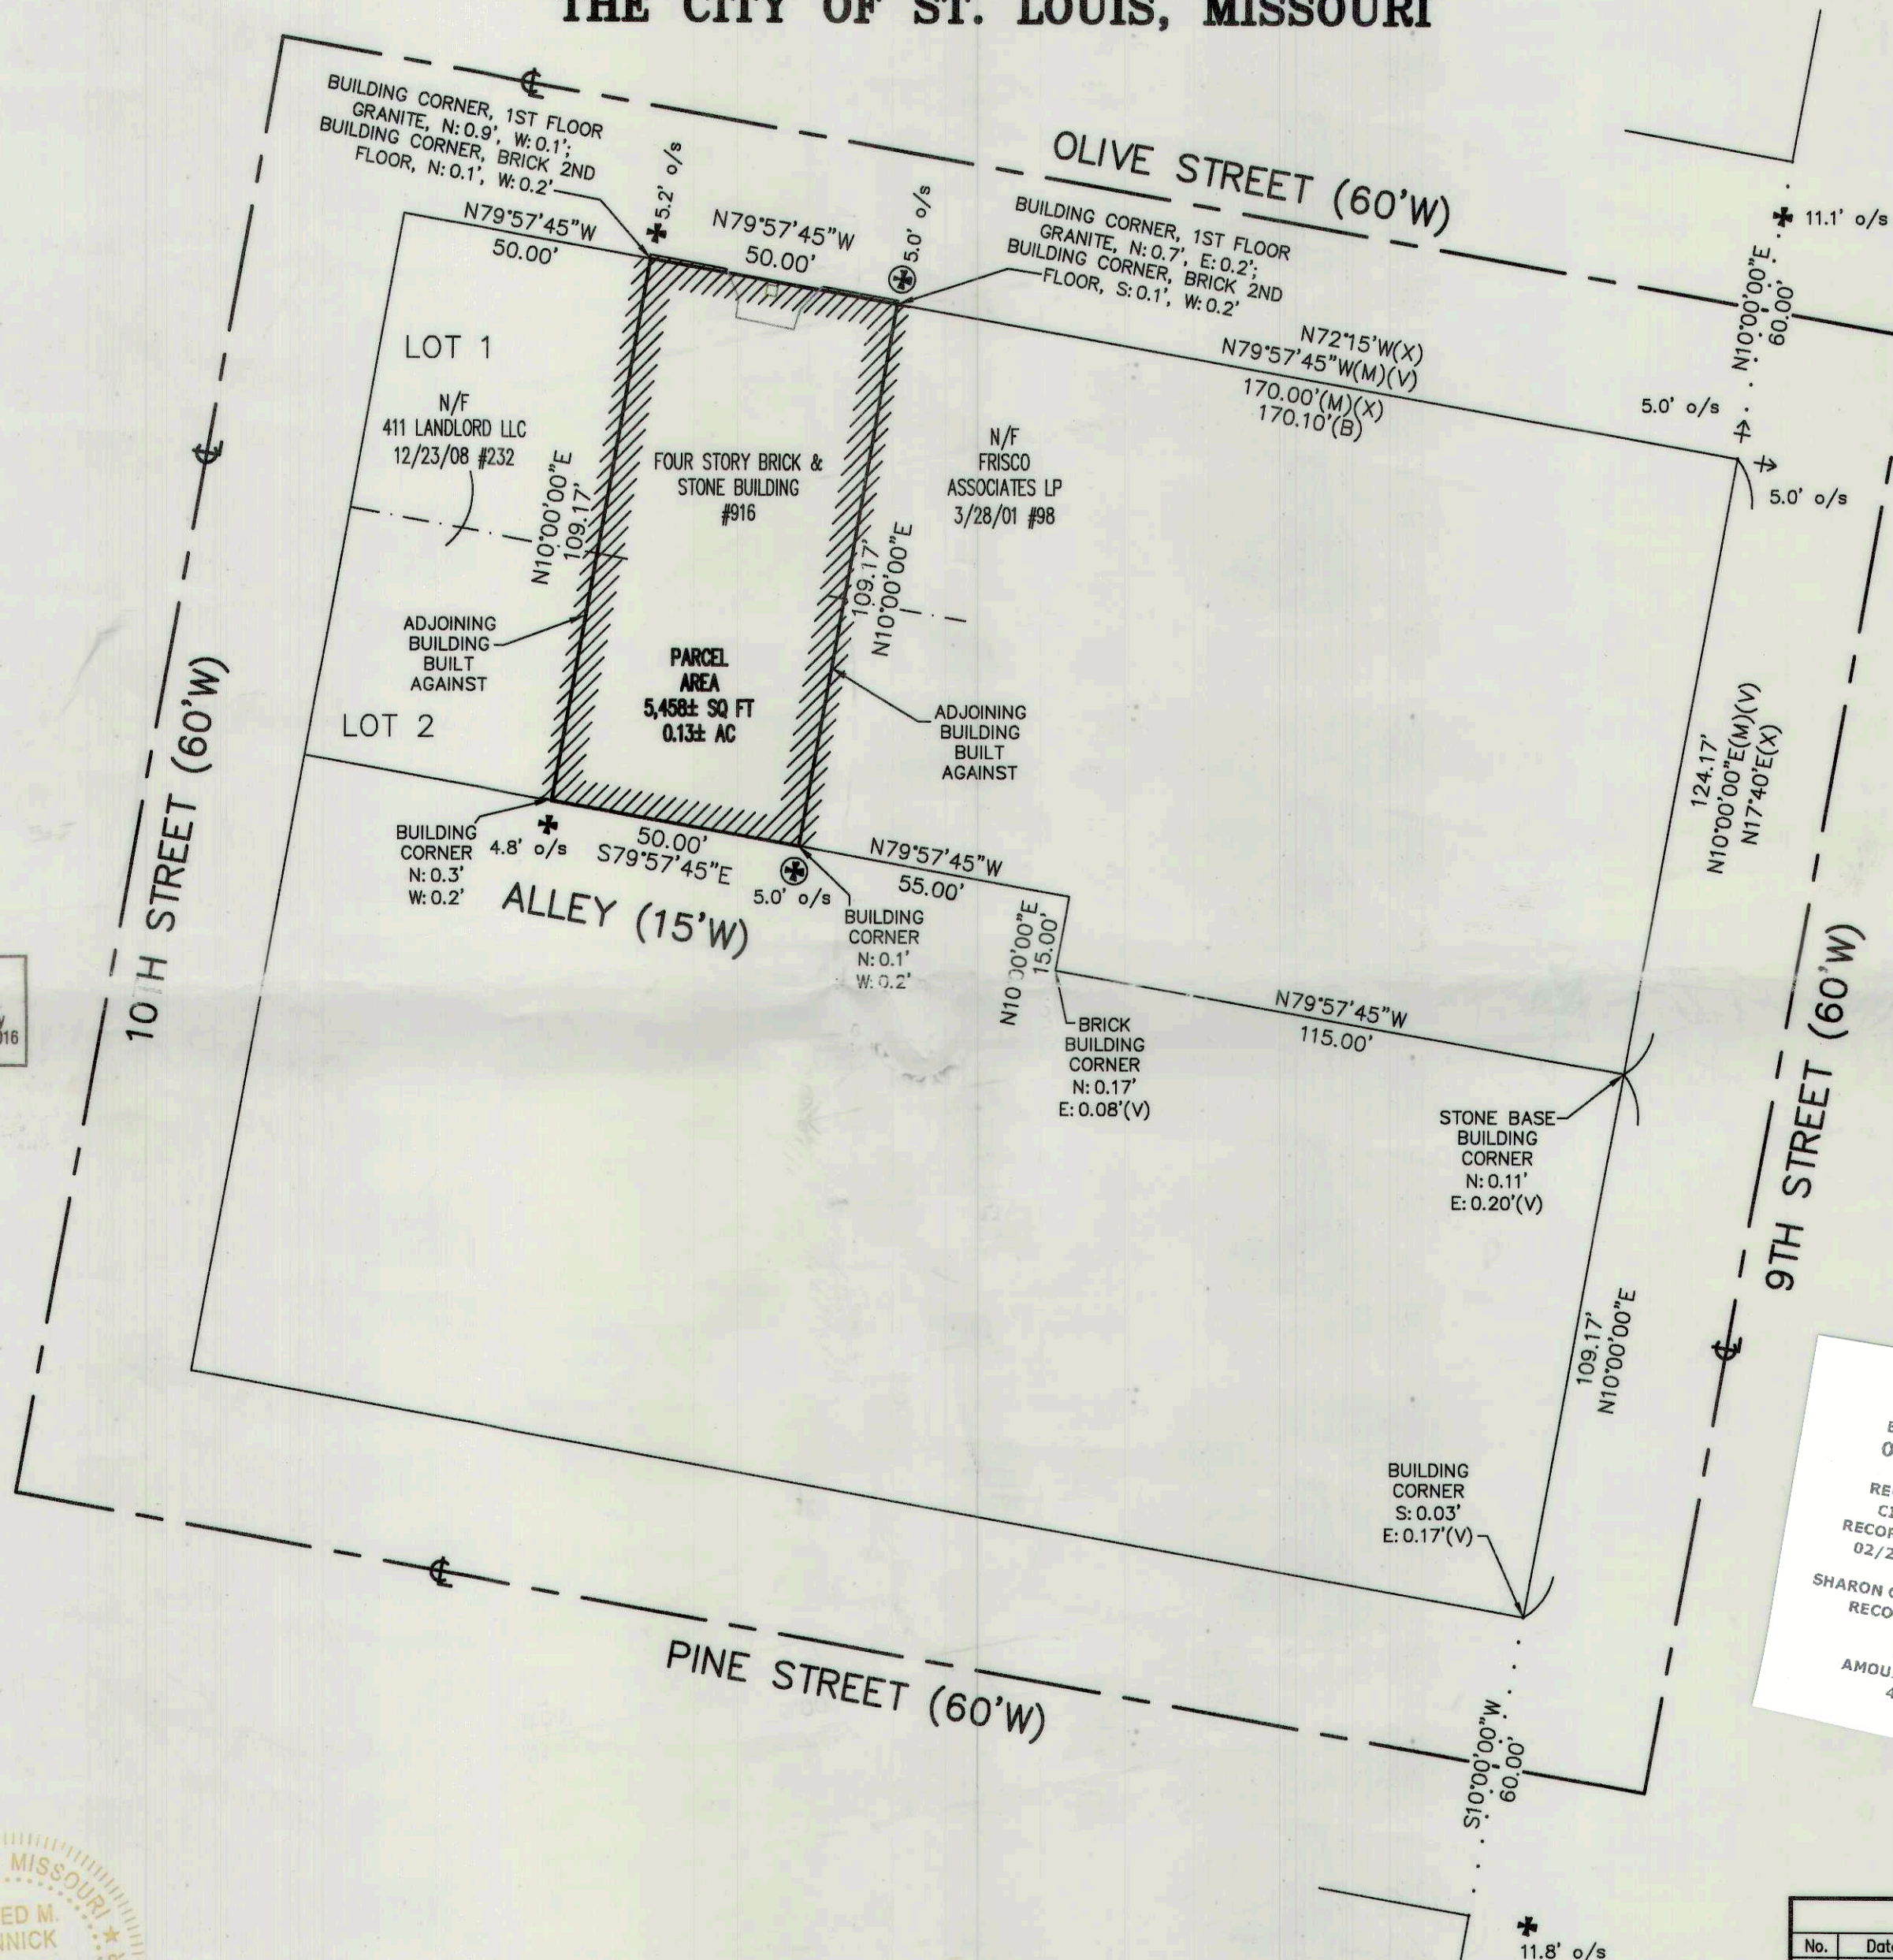 THE CITY OF ST. LOUIS, MISSOURI
BUILDING CORNER, 1ST FLOOR
GRANITE, N: 0.9', W: 0.1';
BUILDING CORNER, BRICK 2ND
FLOOR, N: 0.1', W: 0.2'
5.2' o/s
5.0' o/s
OLIVE STREET (60'W)
BUILDING CORNER, 1ST FLOOR
GRANITE, N: 0.7', E: 0.2';
BUILDING CORNER, BRICK 2ND
FLOOR, S: 0.1', W: 0.2'
11.1' o/s
N10°00'00"E
60.00'
N79°57'45"W
50.00'
N79°57'45"W
50.00'
N72°15'W(X)
N79°57'45"W(M)(V)
170.00'(M)(X)
170.10'(B)
5.0' o/s
5.0' o/s
LOT 1
N/F
411 LANDLORD LLC
12/23/08 #232
N10°00'00"E
109.17'
FOUR STORY BRICK &
STONE BUILDING
#916
N/F
FRISCO
ASSOCIATES LP
3/28/01 #98
109.17'
N10°00'00"E
ADJOINING
BUILDING
BUILT
AGAINST
PARCEL
AREA
5,458± SQ FT
0.13± AC
ADJOINING
BUILDING
BUILT
AGAINST
LOT 2
10TH STREET (60'W)
124.17'
N10°00'00"E(M)(V)
N17°40'E(X)
BUILDING
CORNER
N: 0.3'
W: 0.2'
4.8' o/s
50.00'
S79°57'45"E
5.0' o/s
ALLEY (15'W)
N79°57'45"W
55.00'
BUILDING
CORNER
N: 0.1'
W: 0.2'
N10°00'00"E
15.00'
BRICK
BUILDING
CORNER
N: 0.17'
E: 0.08'(V)
N79°57'45"W
115.00'
STONE BASE
BUILDING
CORNER
N: 0.11'
E: 0.20'(V)
9TH STREET (60'W)
109.17'
N10°00'00"E
BUILDING
CORNER
S: 0.03'
E: 0.17'(V)
PINE STREET (60'W)
S10°00'00"W
60.00'
11.8' o/s
02/2
SHARON
MISSOURI
ED M.
NNICK
No.